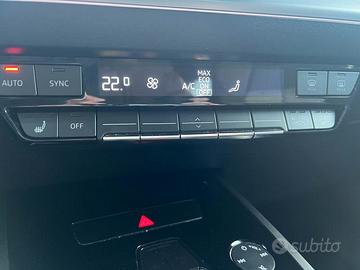 AUTO
SYNC
22.0
A/C
MAX
ECO
ON
OFF
OFF
subito